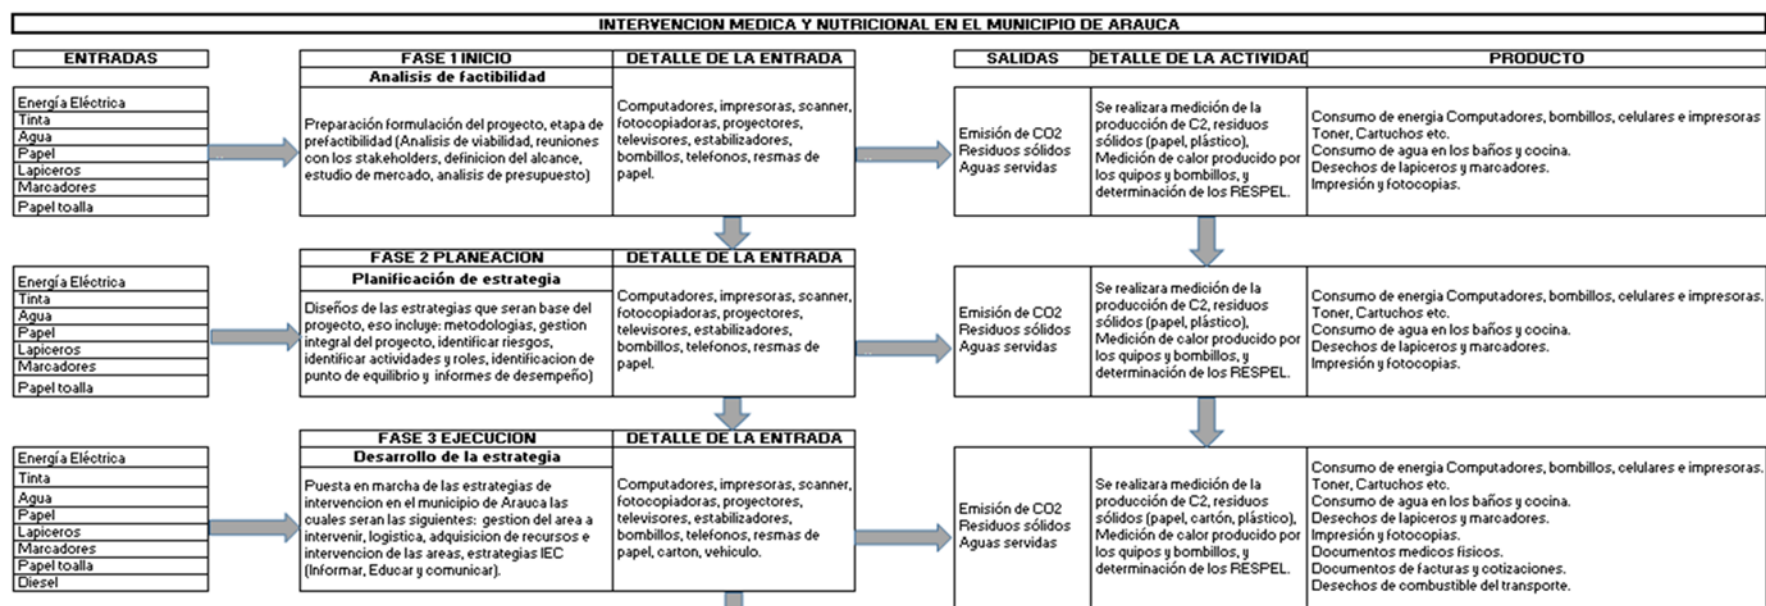 INTERVENCION MEDICA Y NUTRICIONAL EN EL MUNICIPIO DE ARAUCA
ENTRADAS
Energía Eléctrica
Tinta
Agua
Papel
Lapiceros
Marcadores
Papel toalla
FASE 1 INICIO
Analisis de factibilidad
Preparación formulación del proyecto, etapa de
prefactibilidad (Analisis de viabilidad, reuniones
con los stakeholders, definicion del alcance,
estudio de mercado, analisis de presupuesto)
DETALLE DE LA ENTRADA
Computadores, impresoras, scanner,
fotocopiadoras, proyectores,
televisores, estabilizadores,
bombillos, telefonos, resmas de
papel.
SALIDAS
Emisión de CO2
Residuos sólidos
Aguas servidas
DETALLE DE LA ACTIVIDAD
Se realizara medición de la
producción de C2, residuos
sólidos (papel, plástico),
Medición de calor producido por
los quipos y bombillos, y
determinación de los RESPEL.
PRODUCTO
Consumo de energia Computadores, bombillos, celulares e impresoras
Toner, Cartuchos etc.
Consumo de agua en los baños y cocina.
Desechos de lapiceros y marcadores.
Impresión y fotocopias.
Energía Eléctrica
Tinta
Agua
Papel
Lapiceros
Marcadores
Papel toalla
FASE 2 PLANEACION
Planificación de estrategia
Diseños de las estrategias que seran base del
proyecto, eso incluye: metodologias, gestion
integral del proyecto, identificar riesgos,
identificar actividades y roles, identificacion de
punto de equilibrio y informes de desempeño)
DETALLE DE LA ENTRADA
Computadores, impresoras, scanner,
fotocopiadoras, proyectores,
televisores, estabilizadores,
bombillos, telefonos, resmas de
papel.
Emisión de CO2
Residuos sólidos
Aguas servidas
Se realizara medición de la
producción de C2, residuos
sólidos (papel, plástico),
Medición de calor producido por
los quipos y bombillos, y
determinación de los RESPEL.
Consumo de energia Computadores, bombillos, celulares e impresoras.
Toner, Cartuchos etc.
Consumo de agua en los baños y cocina.
Desechos de lapiceros y marcadores.
Impresión y fotocopias.
Energía Eléctrica
Tinta
Agua
Papel
Lapiceros
Marcadores
Papel toalla
Diesel
FASE 3 EJECUCION
Desarrollo de la estrategia
Puesta en marcha de las estrategias de
intervencion en el municipio de Arauca las
cuales seran las siguientes: gestion del area a
intervenir, logistica, adquisicion de recursos e
intervencion de las areas, estrategias IEC
(Informar, Educar y comunicar).
DETALLE DE LA ENTRADA
Computadores, impresoras, scanner,
fotocopiadoras, proyectores,
televisores, estabilizadores,
bombillos, telefonos, resmas de
papel, carton, vehiculo.
Emisión de CO2
Residuos sólidos
Aguas servidas
Se realizara medición de la
producción de C2, residuos
sólidos (papel, cartón, plástico),
Medición de calor producido por
los quipos y bombillos, y
determinación de los RESPEL.
Consumo de energia Computadores, bombillos, celulares e impresoras.
Toner, Cartuchos etc.
Consumo de agua en los baños y cocina.
Desechos de lapiceros y marcadores.
Impresión y fotocopias.
Documentos medicos fisicos.
Documentos de facturas y cotizaciones.
Desechos de combustible del transporte.